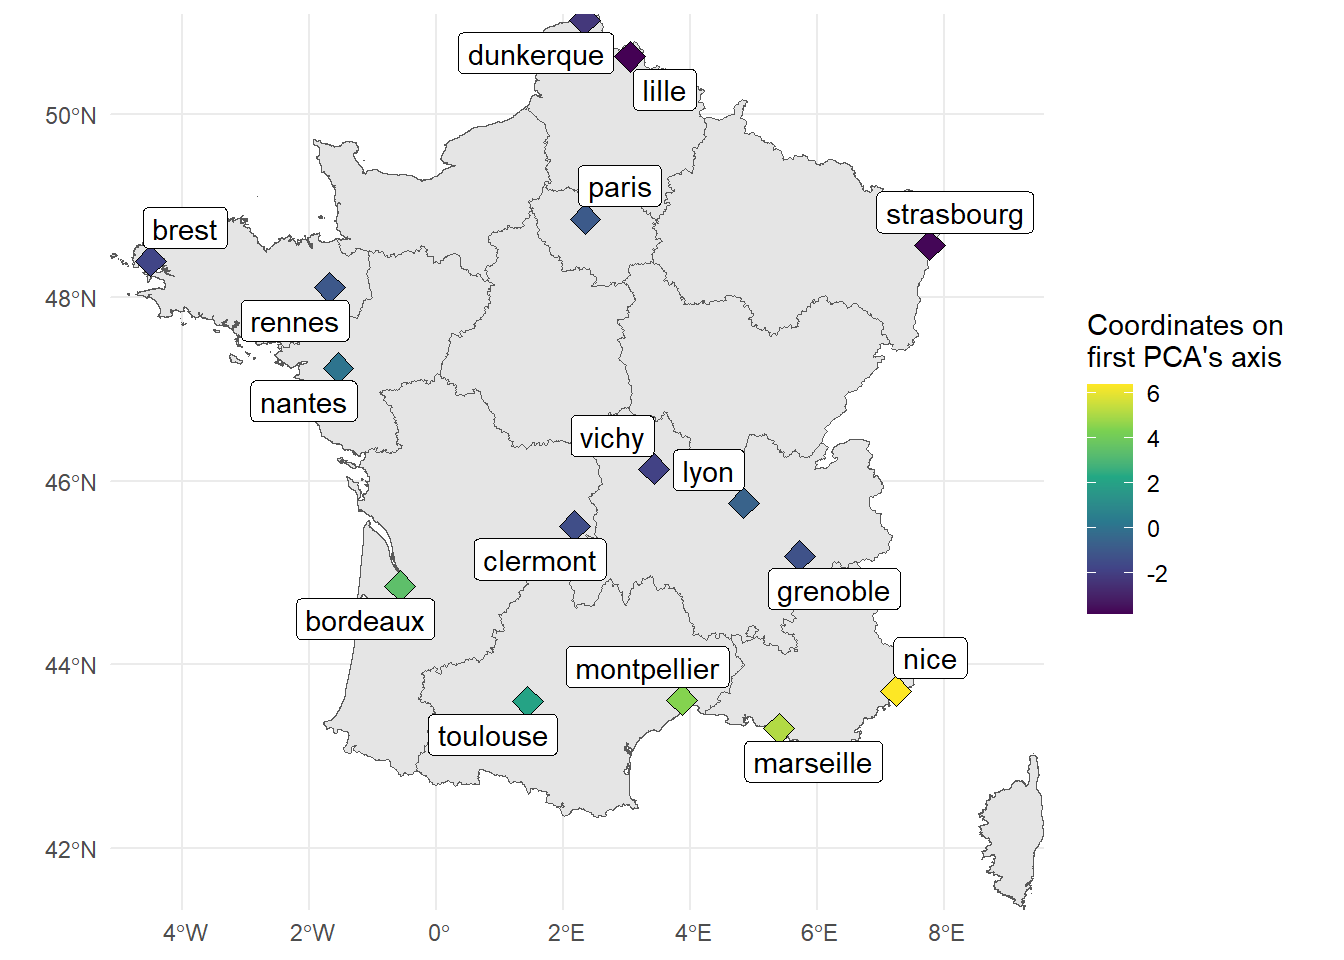 dunkerque
lille
50°N
paris
strasbourg
brest
48°N
rennes
nantes
vichy
lyon
46°N
clermont
grenoble
bordeaux
44°N
nice
montpellier
toulouse
marseille
42°N
4°W
2°W
0°
2°E
4°E
6°E
8°E
Coordinates on
first PCA's axis
6
4
2
0
-2